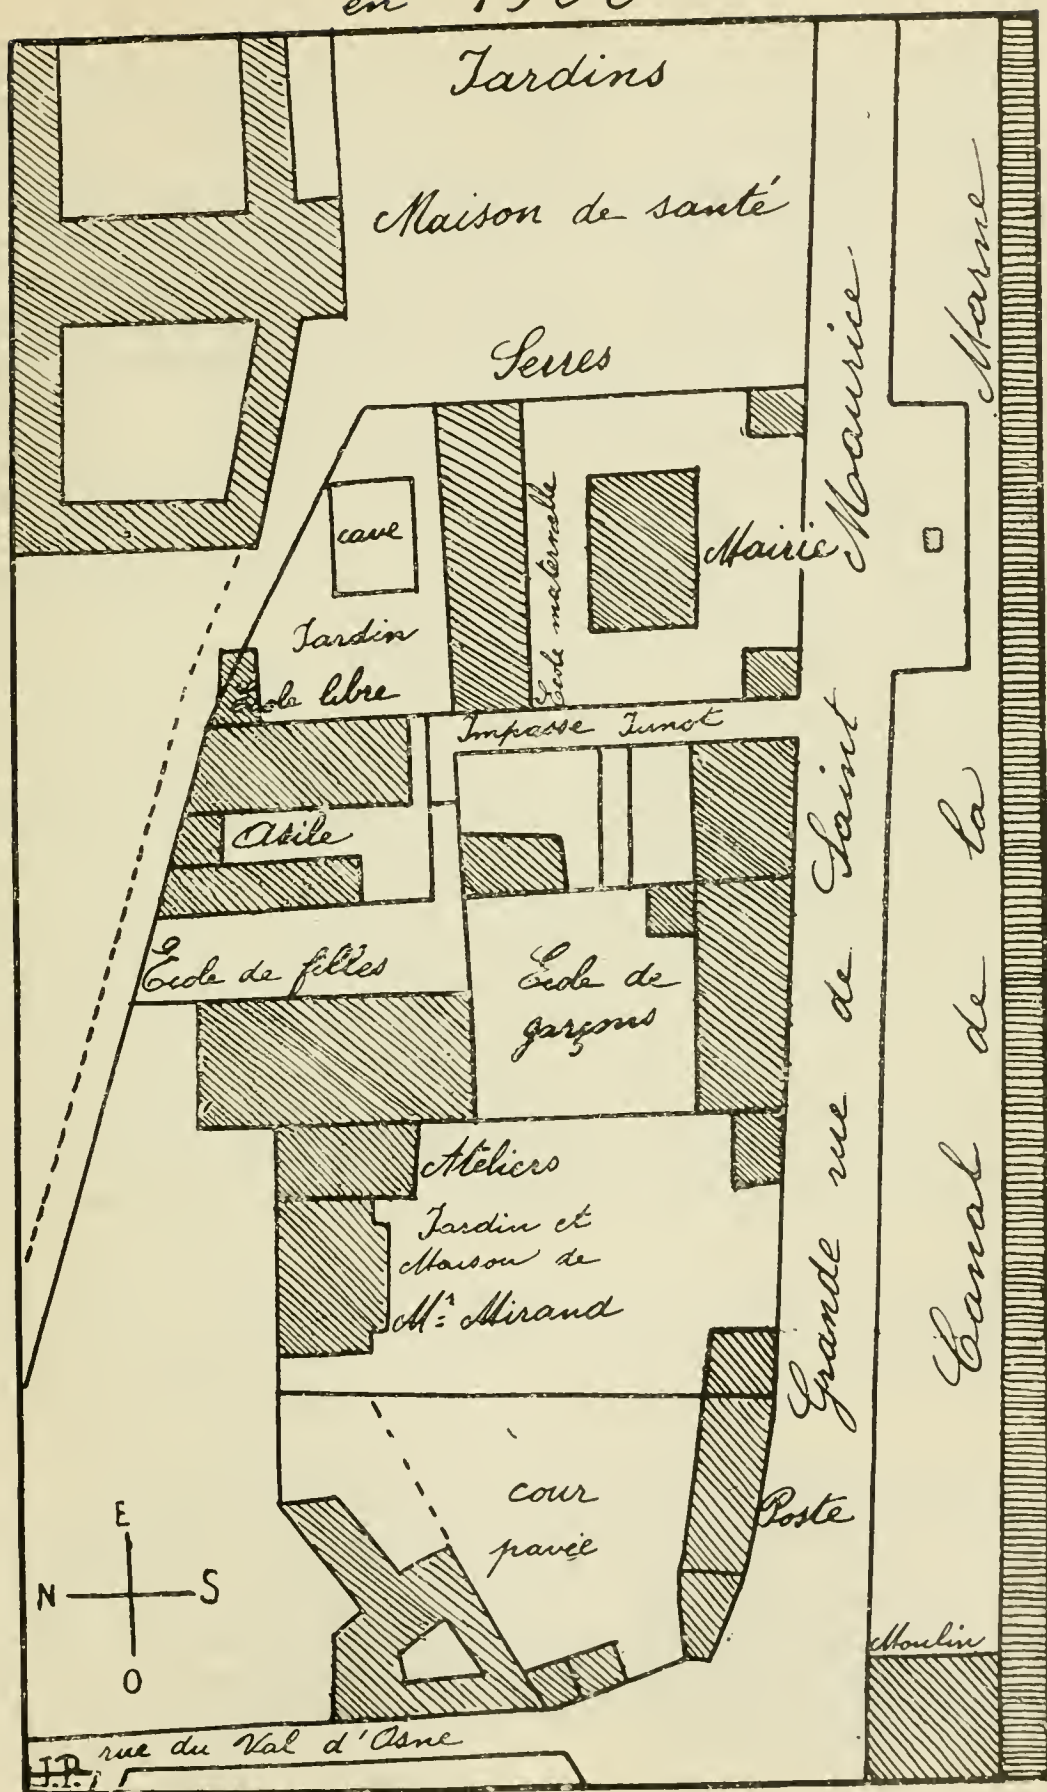 en 1900
Jardins
Maison de santé
Serres
cave
Jardin
École libre
École maternelle
Mairie
Impasse Junot
Asile
École de filles
École de
garçons
Ateliers
Jardin et
Maison de
Mr. Mirand
cour
pavée
Poste
Moulin
rue du Val d'Osne
Grande rue de Saint Maurice
Canal de la Marne
E
N S
O
J.P.